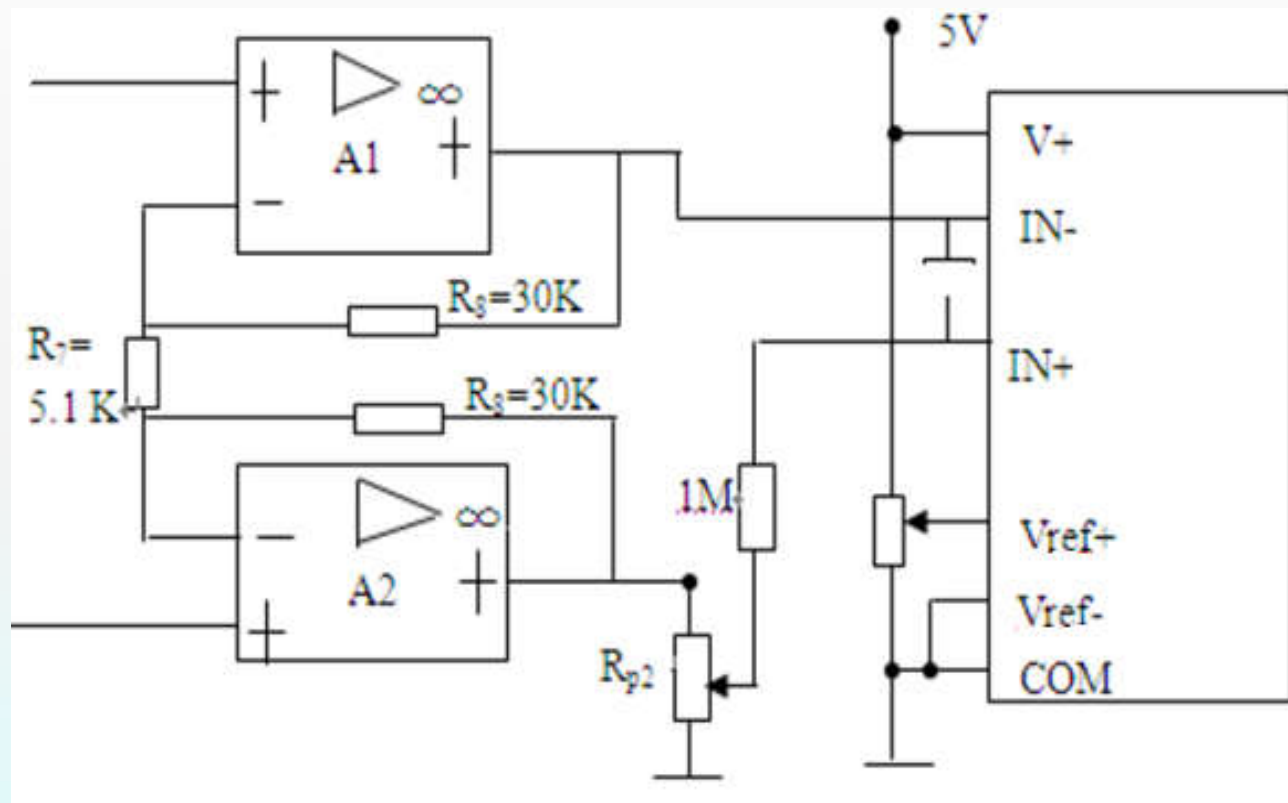 5V
+
▷ ∞
A1
+
−
V+
IN-
R₈=30K
R₇=
5.1 K
IN+
R₈=30K
1M
−
▷ ∞
A2
+
+
Vref+
Vref-
Rp2
COM